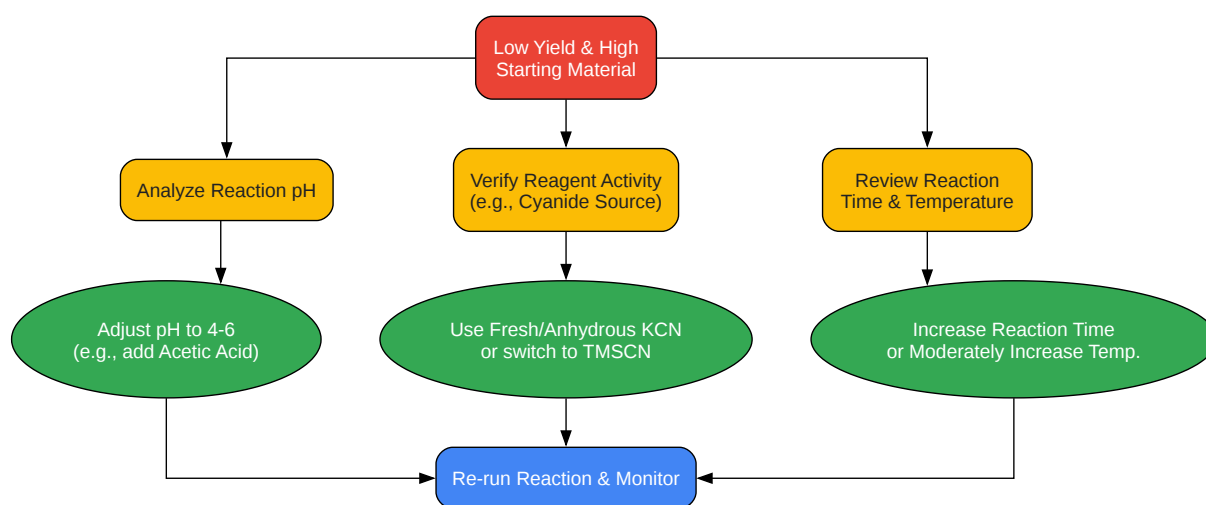 Low Yield & High
Starting Material
Analyze Reaction pH
Verify Reagent Activity
(e.g., Cyanide Source)
Review Reaction
Time & Temperature
Adjust pH to 4-6
(e.g., add Acetic Acid)
Use Fresh/Anhydrous KCN
or switch to TMSCN
Increase Reaction Time
or Moderately Increase Temp.
Re-run Reaction & Monitor